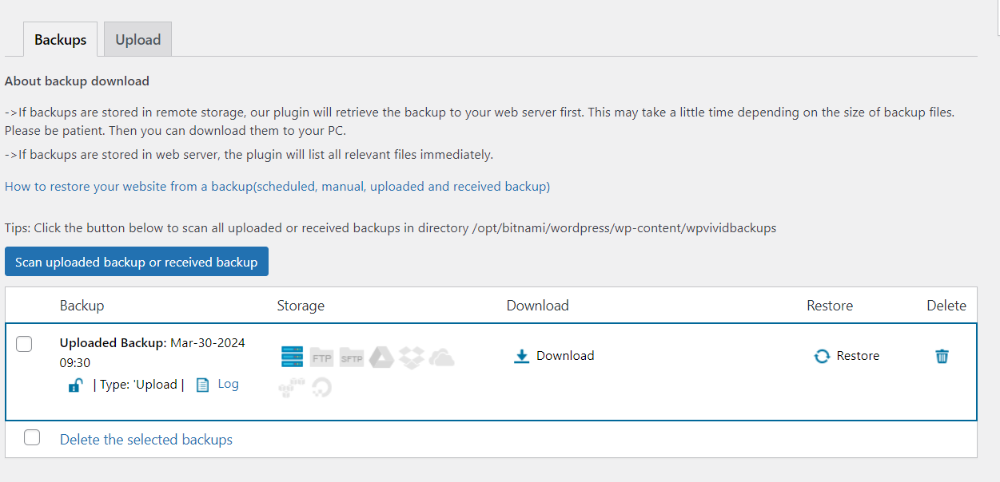 Backups
Upload
About backup download
->If backups are stored in remote storage, our plugin will retrieve the backup to your web server first. This may take a little time depending on the size of backup files.
Please be patient. Then you can download them to your PC.
->If backups are stored in web server, the plugin will list all relevant files immediately.
How to restore your website from a backup(scheduled, manual, uploaded and received backup)
Tips: Click the button below to scan all uploaded or received backups in directory /opt/bitnami/wordpress/wp-content/wpvividbackups
Scan uploaded backup or received backup
Backup Storage Download Restore Delete
Uploaded Backup: Mar-30-2024
09:30
FTP SFTP
Download
Restore
| Type: 'Upload | Log
Delete the selected backups